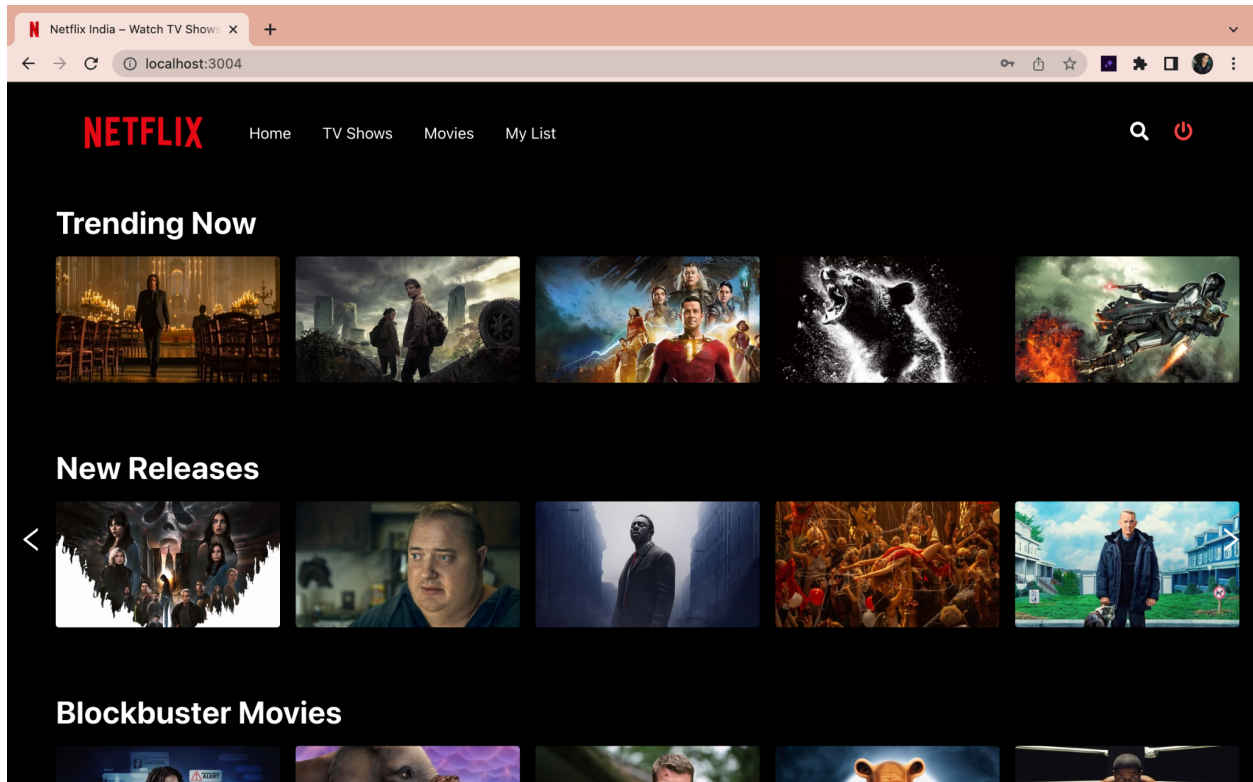 N Netflix India – Watch TV Shows
localhost:3004
NETFLIX Home TV Shows Movies My List
Trending Now
New Releases
Blockbuster Movies
ALERT